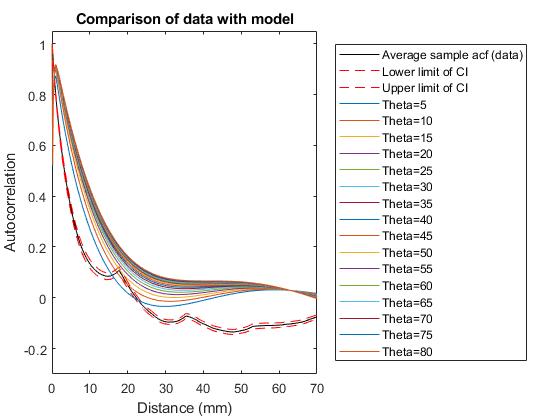 Comparison of data with model
Autocorrelation
1
0.8
0.6
0.4
0.2
0
-0.2
0 10 20 30 40 50 60 70
Distance (mm)
Average sample acf (data)
Lower limit of CI
Upper limit of CI
Theta=5
Theta=10
Theta=15
Theta=20
Theta=25
Theta=30
Theta=35
Theta=40
Theta=45
Theta=50
Theta=55
Theta=60
Theta=65
Theta=70
Theta=75
Theta=80